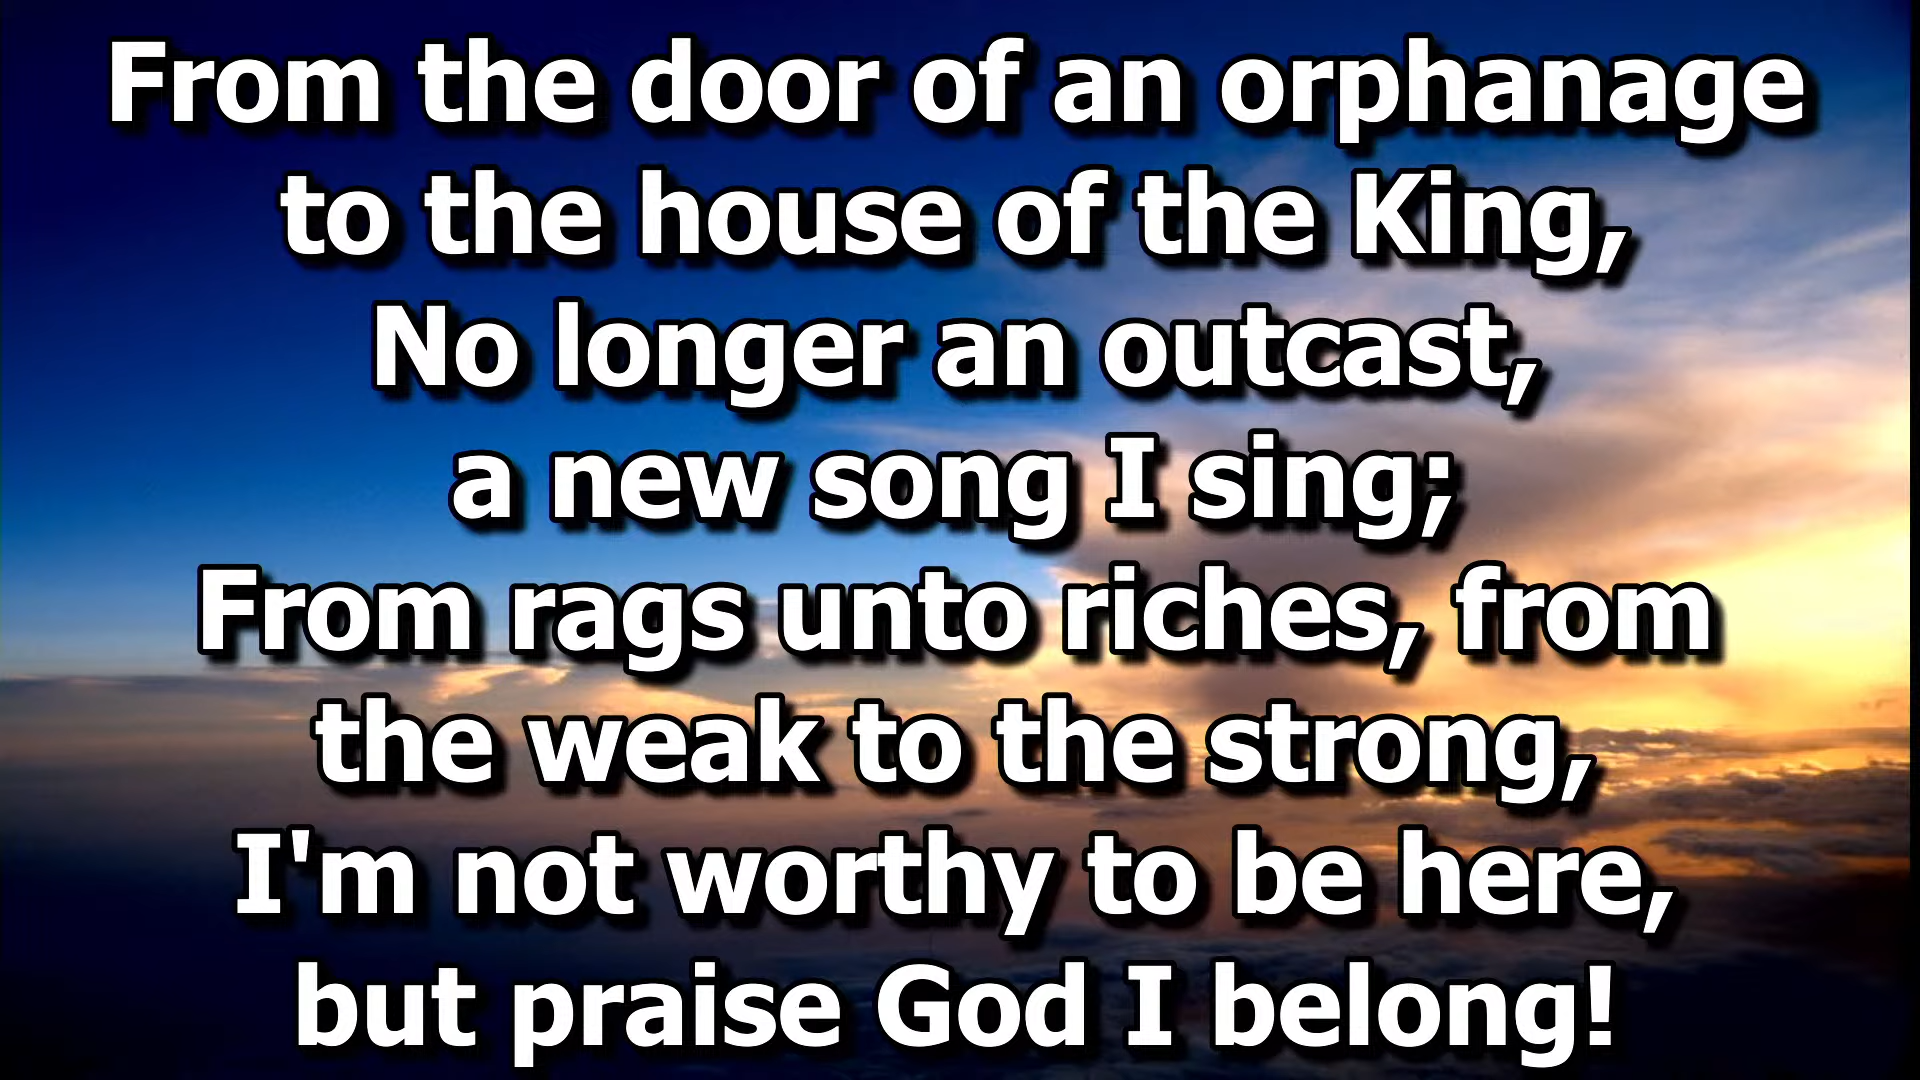 From the door of an orphanage
to the house of the King,
No longer an outcast,
a new song I sing;
From rags unto riches, from
the weak to the strong,
I'm not worthy to be here,
but praise God I belong!